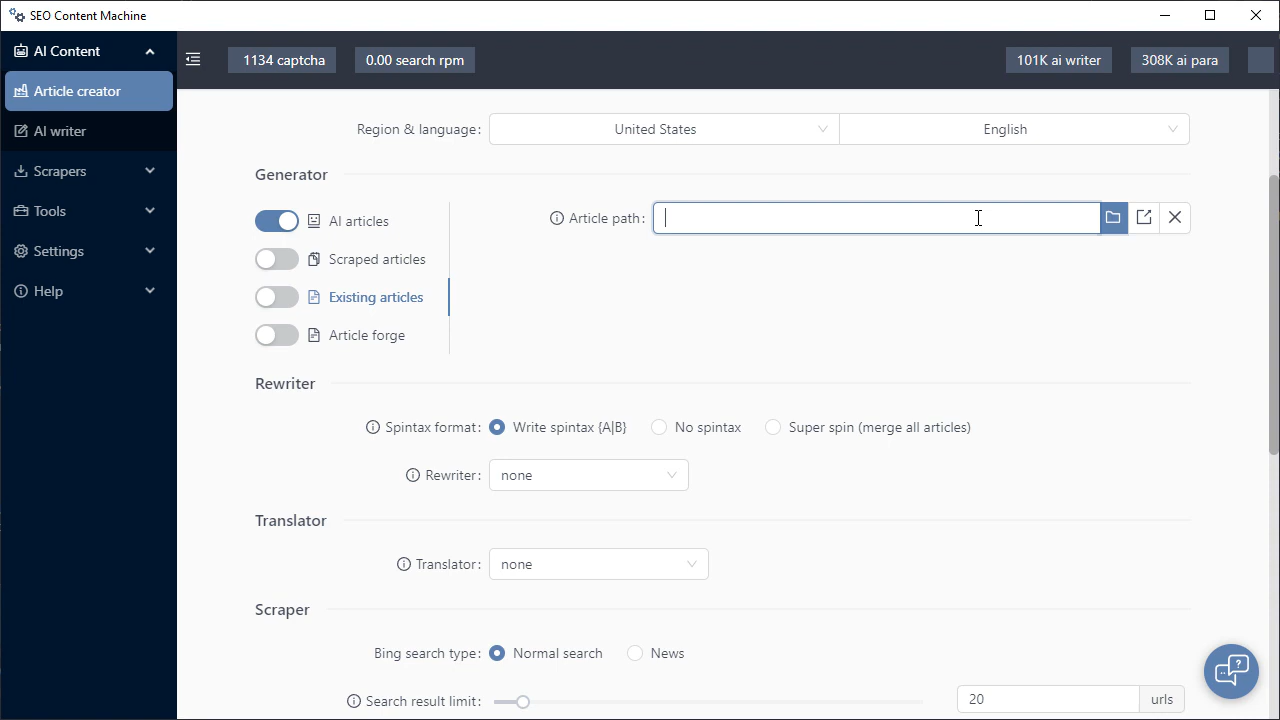 SEO Content Machine
AI Content
Article creator
AI writer
Scrapers
Tools
Settings
Help
1134 captcha
0.00 search rpm
101K ai writer
308K ai para
Region & language:
United States
English
Generator
AI articles
Scraped articles
Existing articles
Article forge
Article path:
Rewriter
Spintax format:
Write spintax {A|B}
No spintax
Super spin (merge all articles)
Rewriter:
none
Translator
Translator:
none
Scraper
Bing search type:
Normal search
News
Search result limit:
20
urls